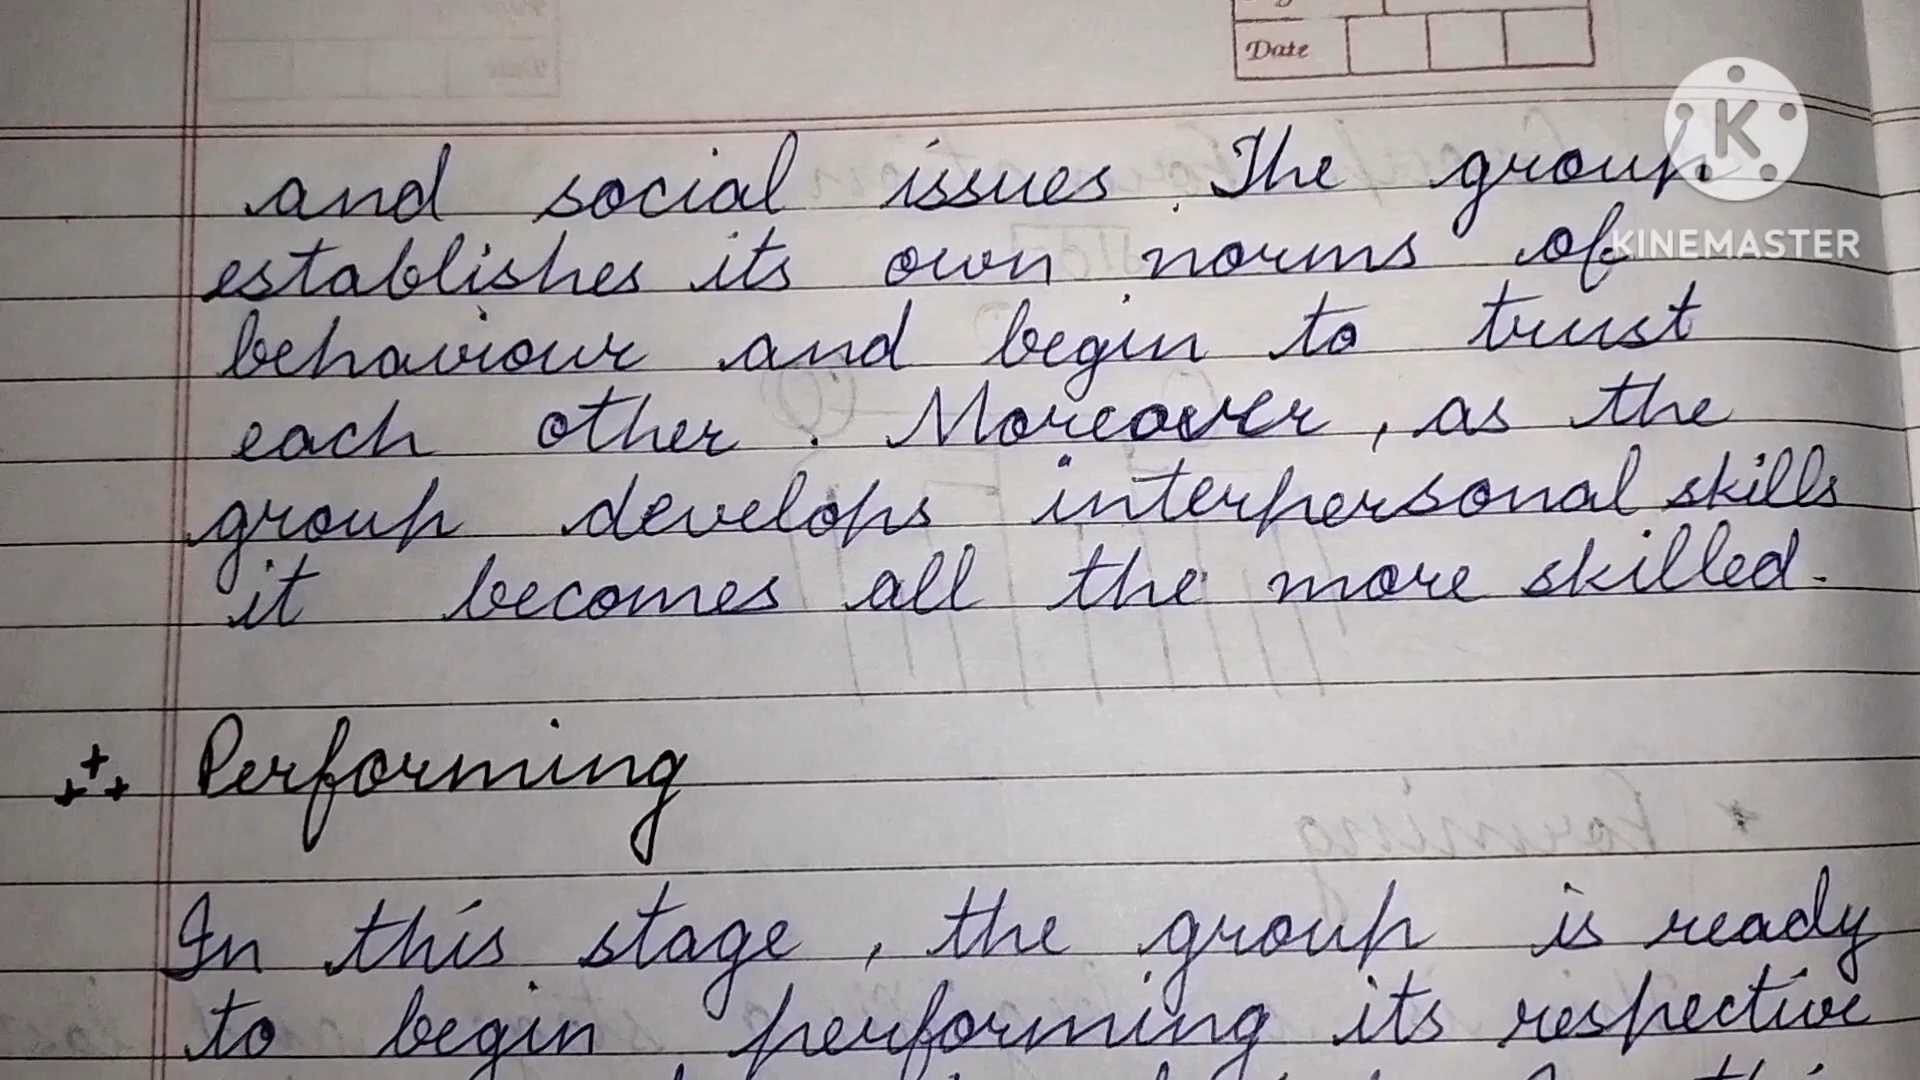 Date
K
KINEMASTER
and social issues. The group
establishes its own norms of
behaviour and begin to trust
each other. Moreover, as the
group develops interpersonal skills
it becomes all the more skilled.
Performing
In this stage, the group is ready
to begin performing its respective